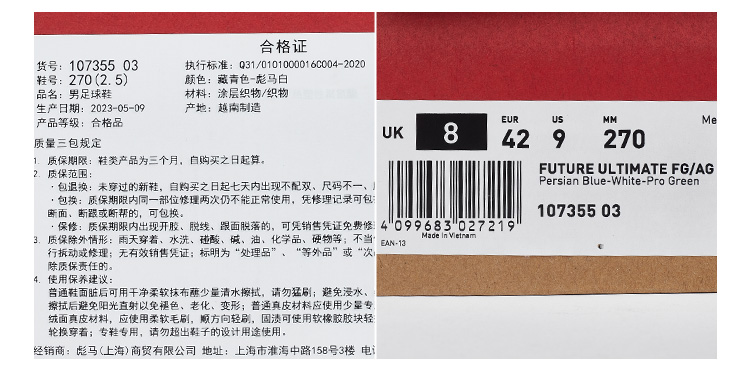 合格证
货号: 107355 03
执行标准: Q31/0101000016C004-2020
鞋号: 270(2.5)
颜色: 藏青色-彪马白
品名: 男足球鞋
材料: 涂层织物/织物
生产日期: 2023-05-09
产地: 越南制造
产品等级: 合格品
质量三包规定
1. 质保期限: 鞋类产品为三个月, 自购买之日起算。
2. 质保范围:
·包退换: 未穿过的新鞋, 自购买之日起七天内出现不配双、尺码不一、
·包换: 质保期限内同一部位修理两次仍不能正常使用, 凭修理记录可包
断面、断跟或断帮的, 可包换。
·保修: 质保期限内出现开胶、脱线、跟面脱落的, 可凭销售凭证免费修
3. 质保除外情形: 雨天穿着、水洗、碰酸、碱、油、化学品、硬物等; 不当
行拆动或修理; 无有效销售凭证; 标明为“处理品”、“等外品”或“次
除质保责任的。
4. 使用保养建议:
普通鞋面脏后可用干净柔软抹布蘸少量清水擦拭, 请勿猛刷; 避免浸水、
擦拭后避免阳光直射以免褪色、老化、变形; 普通真皮材料应使用少量专
绒面真皮材料, 应使用柔软毛刷, 顺方向轻刷, 固渍可使用软橡胶胶块轻
轮换穿着; 专鞋专用, 请勿超出鞋子的设计用途使用。
经销商: 彪马(上海)商贸有限公司 地址: 上海市淮海中路158号3楼 电
UK 8
EUR 42
US 9
MM 270
Me
FUTURE ULTIMATE FG/AG
Persian Blue-White-Pro Green
107355 03
4 099683 027219
Made in Vietnam
EAN-13